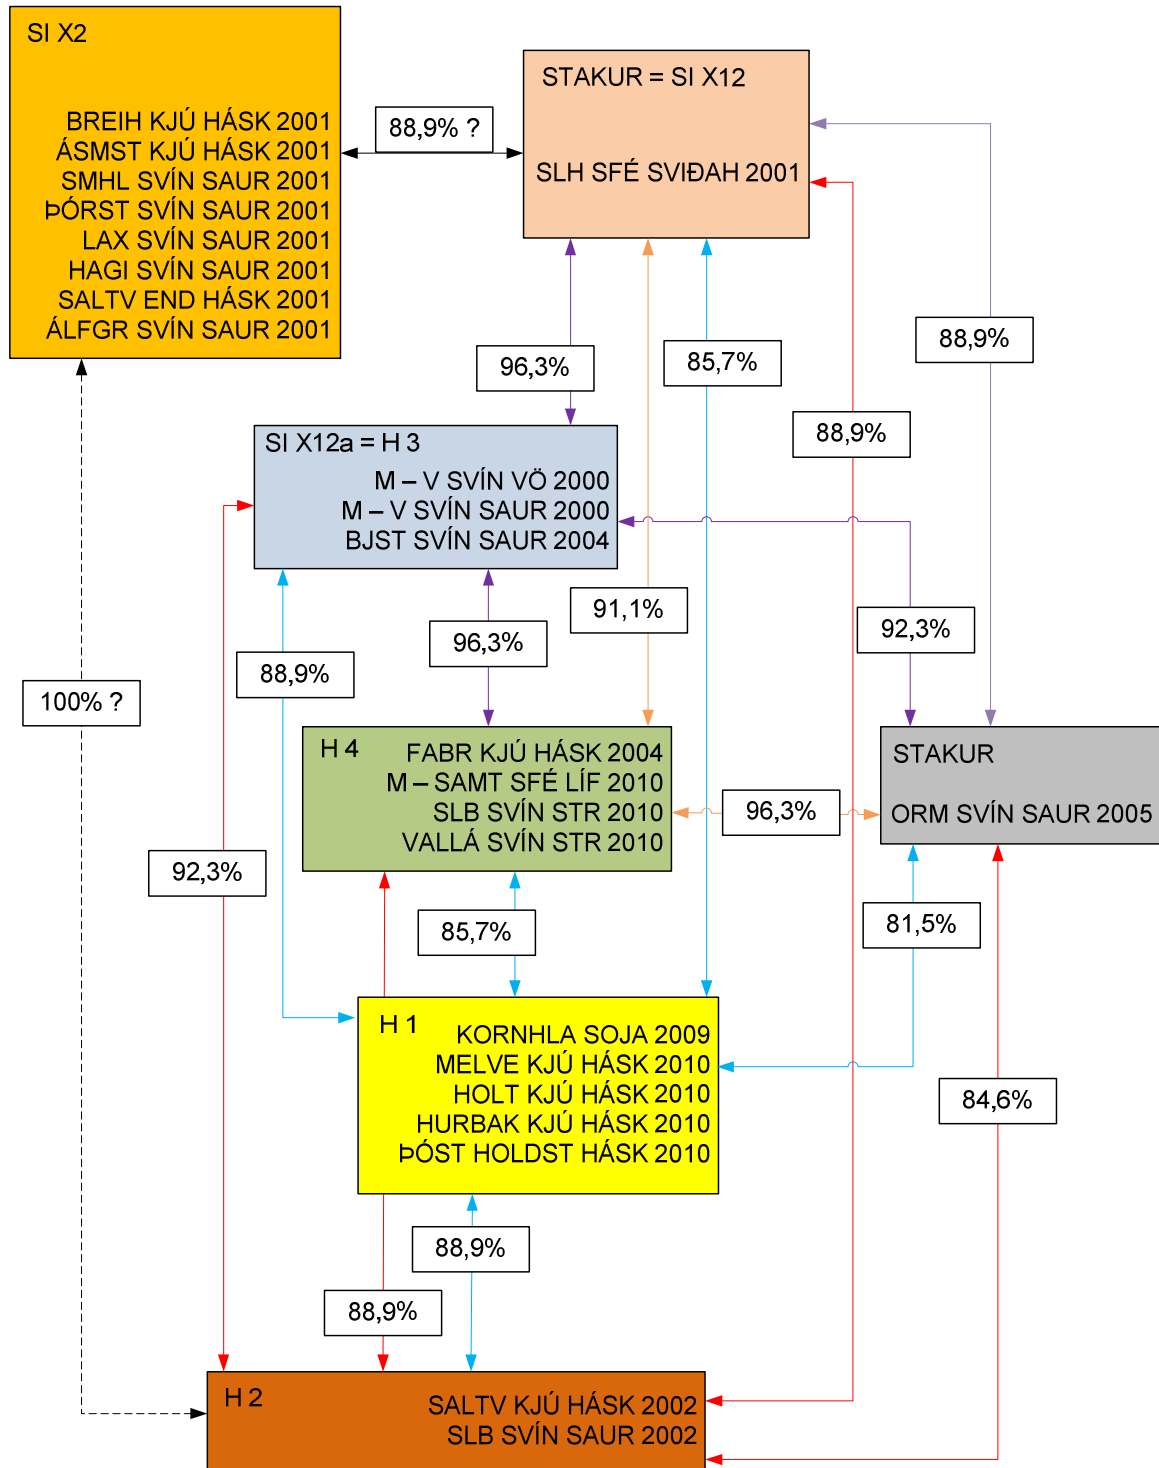 SI X2
BREIH KJÚ HÁSK 2001
ÁSMST KJÚ HÁSK 2001
SMHL SVÍN SAUR 2001
ÞÓRST SVÍN SAUR 2001
LAX SVÍN SAUR 2001
HAGI SVÍN SAUR 2001
SALTV END HÁSK 2001
ÁLFGR SVÍN SAUR 2001
88,9% ?
STAKUR = SI X12
SLH SFÉ SVIÐAH 2001
96,3%
85,7%
88,9%
88,9%
SI X12a = H 3
M – V SVÍN VÖ 2000
M – V SVÍN SAUR 2000
BJST SVÍN SAUR 2004
91,1%
92,3%
96,3%
88,9%
100% ?
H 4
FABR KJÚ HÁSK 2004
M – SAMT SFÉ LÍF 2010
SLB SVÍN STR 2010
VALLÁ SVÍN STR 2010
96,3%
STAKUR
ORM SVÍN SAUR 2005
92,3%
85,7%
81,5%
H 1
KORNHLA SOJA 2009
MELVE KJÚ HÁSK 2010
HOLT KJÚ HÁSK 2010
HURBAK KJÚ HÁSK 2010
ÞÓST HOLDST HÁSK 2010
84,6%
88,9%
88,9%
H 2
SALTV KJÚ HÁSK 2002
SLB SVÍN SAUR 2002